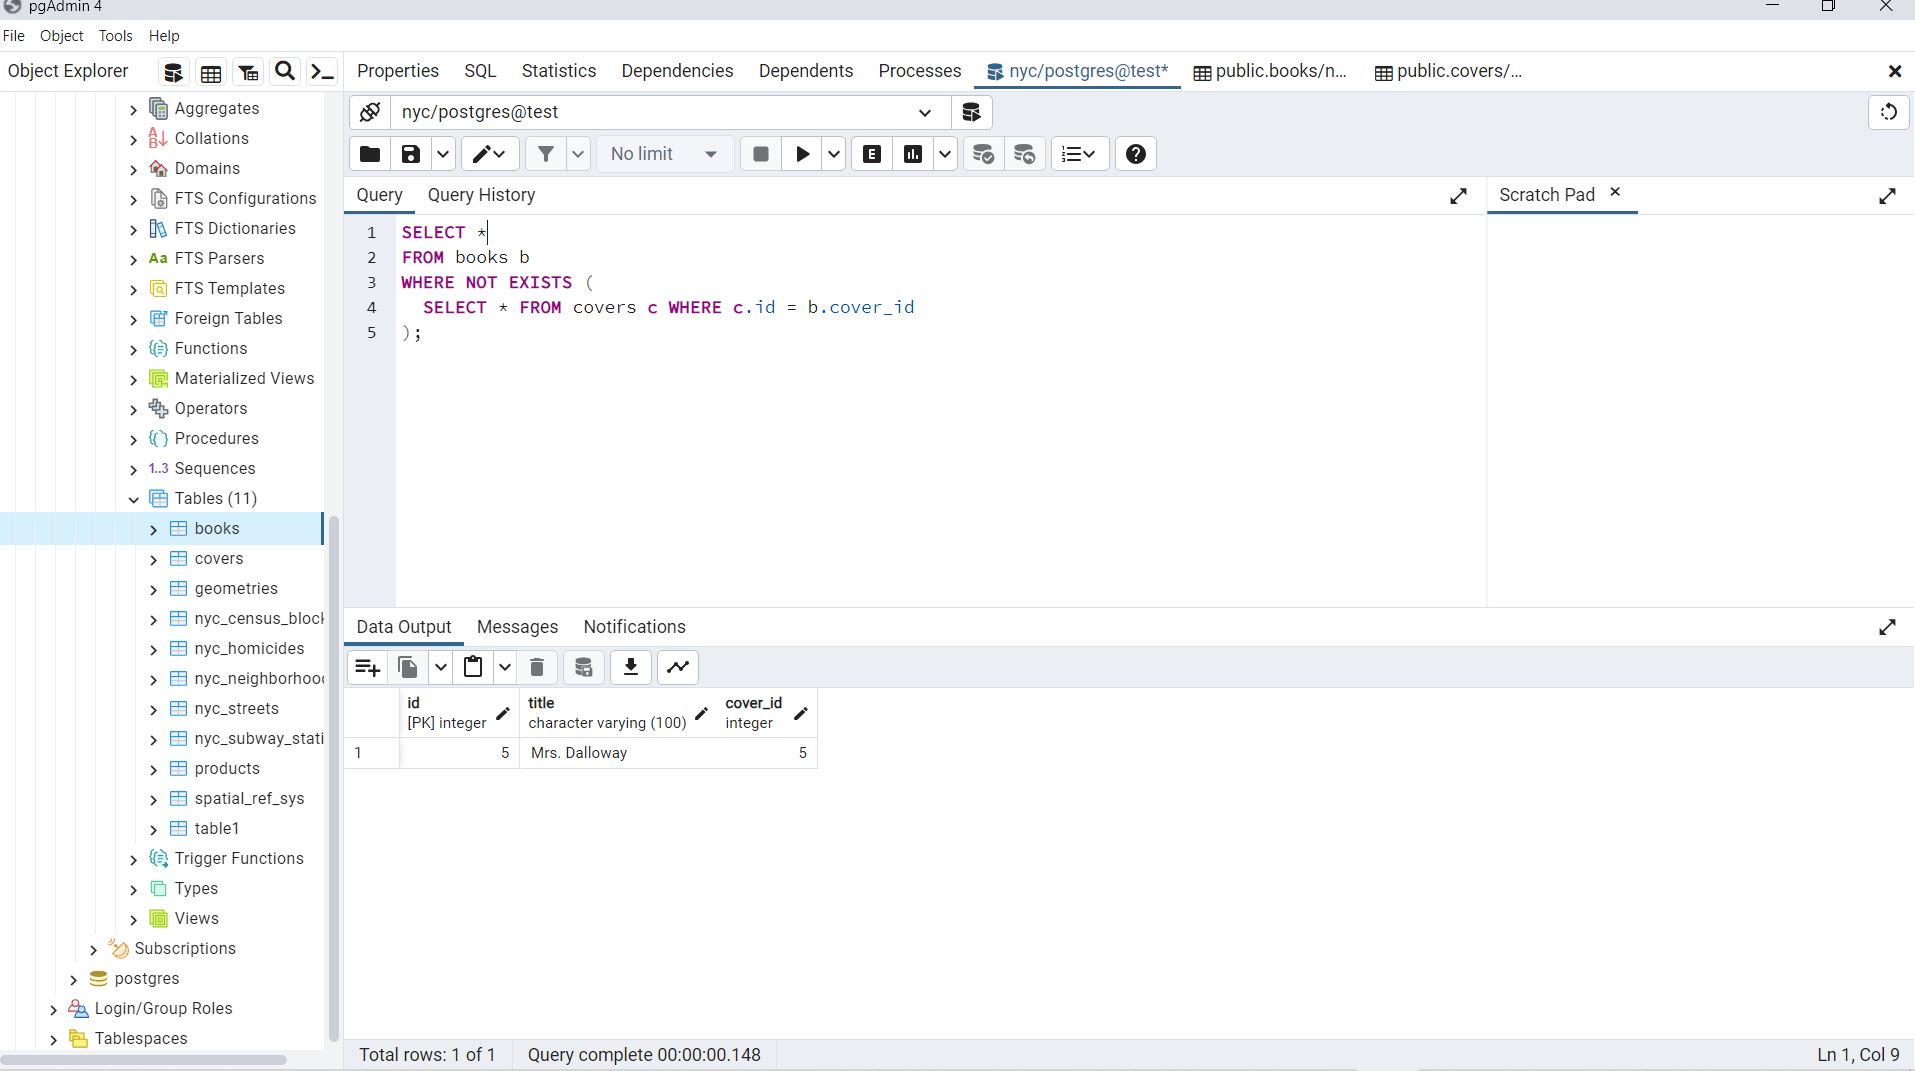 pgAdmin 4
File Object Tools Help
Object Explorer
Properties SQL Statistics Dependencies Dependents Processes nyc/postgres@test* public.books/n... public.covers/...
nyc/postgres@test
No limit
E
Query Query History
Scratch Pad
1 SELECT *
2 FROM books b
3 WHERE NOT EXISTS (
4 SELECT * FROM covers c WHERE c.id = b.cover_id
5 );
Aggregates
Collations
Domains
FTS Configurations
FTS Dictionaries
Aa FTS Parsers
FTS Templates
Foreign Tables
Functions
Materialized Views
Operators
Procedures
1..3 Sequences
Tables (11)
books
covers
geometries
nyc_census_block
nyc_homicides
nyc_neighborhood
nyc_streets
nyc_subway_stati
products
spatial_ref_sys
table1
Trigger Functions
Types
Views
Subscriptions
postgres
Login/Group Roles
Tablespaces
Data Output Messages Notifications
id title cover_id
[PK] integer character varying (100) integer
1 5 Mrs. Dalloway 5
Total rows: 1 of 1 Query complete 00:00:00.148
Ln 1, Col 9